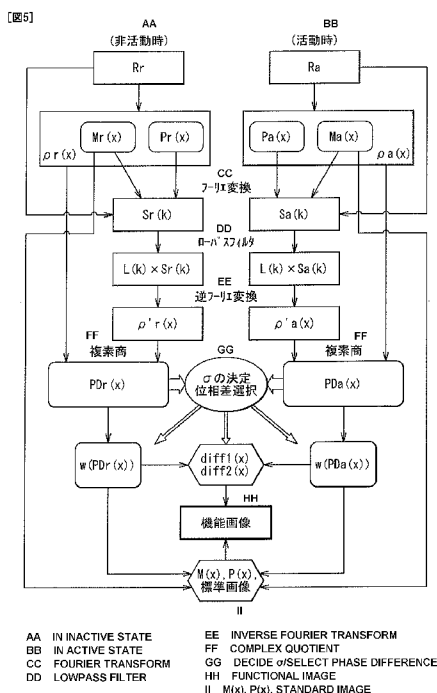 [図5]
AA
(非活動時)
BB
(活動時)
Rr
Ra
Mr(x)
Pr(x)
ρr(x)
Pa(x)
Ma(x)
ρa(x)
CC
フーリエ変換
Sr(k)
Sa(k)
DD
ローパスフィルタ
L(k)×Sr(k)
L(k)×Sa(k)
EE
逆フーリエ変換
ρ'r(x)
ρ'a(x)
FF
複素商
GG
FF
複素商
PDr(x)
σの決定
位相差選択
PDa(x)
w(PDr(x))
diff1(x)
diff2(x)
w(PDa(x))
HH
機能画像
M(x),P(x),
標準画像
II
AA IN INACTIVE STATE
BB IN ACTIVE STATE
CC FOURIER TRANSFORM
DD LOWPASS FILTER
EE INVERSE FOURIER TRANSFORM
FF COMPLEX QUOTIENT
GG DECIDE σ/SELECT PHASE DIFFERENCE
HH FUNCTIONAL IMAGE
II M(x), P(x), STANDARD IMAGE